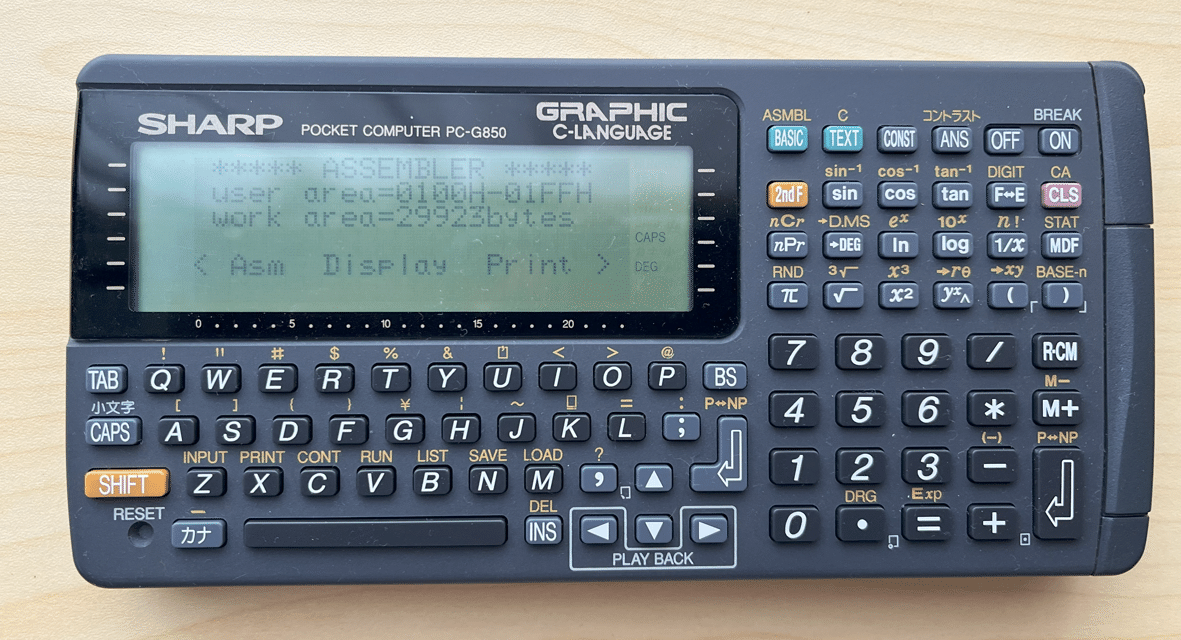 SHARP POCKET COMPUTER PC-G850 GRAPHIC
C-LANGUAGE
***** ASSEMBLER *****
user area=0100H-01FFH
work area=29923bytes
CAPS
< Asm Display Print >
DEG
0 5 10 15 20
ASMBL C コントラスト BREAK
BASIC TEXT CONST ANS OFF ON
sin⁻¹ cos⁻¹ tan⁻¹ DIGIT CA
2nd F sin cos tan F↔E CLS
nCr →D.MS eˣ 10ˣ n! STAT
nPr →DEG ln log 1/x MDF
RND ³√ x³ →rθ →xy BASE-n
π √ x² yˣ^ ( )
! " # $ % & ⎵ < > @
TAB Q W E R T Y U I O P BS
小文字 [ ] { } ¥ ¦ ~ = : P↔NP
CAPS A S D F G H J K L ;
INPUT PRINT CONT RUN LIST SAVE LOAD ?
SHIFT Z X C V B N M , ▲
RESET – DEL
カナ INS ◀ ▼ ▶
PLAY BACK
7 8 9 / R·CM
M−
4 5 6 * M+
(−) P↔NP
1 2 3 −
DRG Exp
0 . = +